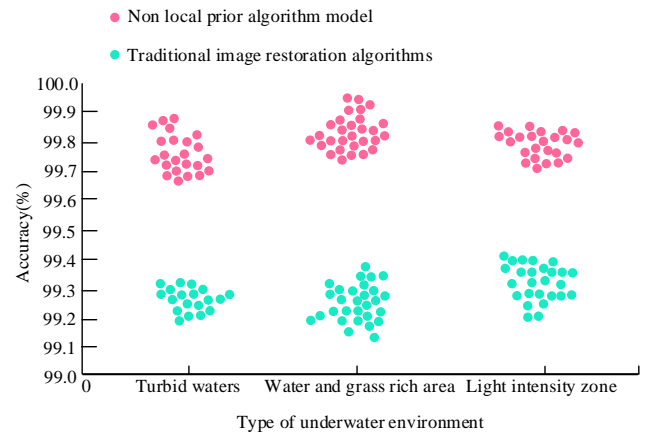 Non local prior algorithm model
Traditional image restoration algorithms
100.0
99.9
99.8
99.7
99.6
99.5
99.4
99.3
99.2
99.1
99.0
Accuracy(%)
0
Turbid waters
Water and grass rich area
Light intensity zone
Type of underwater environment